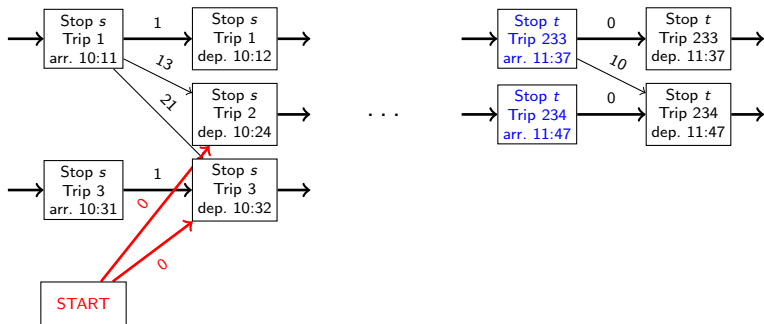 Stop s
Trip 1
arr. 10:11
1
Stop s
Trip 1
dep. 10:12
13
21
Stop s
Trip 2
dep. 10:24
Stop s
Trip 3
arr. 10:31
1
Stop s
Trip 3
dep. 10:32
0
0
START
. . .
Stop t
Trip 233
arr. 11:37
0
Stop t
Trip 233
dep. 11:37
10
Stop t
Trip 234
arr. 11:47
0
Stop t
Trip 234
dep. 11:47